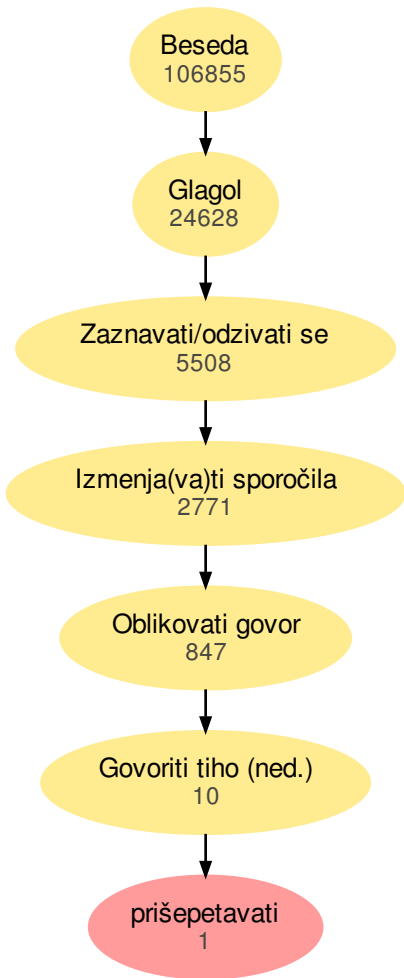 Beseda
106855
Glagol
24628
Zaznavati/odzivati se
5508
Izmenja(va)ti sporočila
2771
Oblikovati govor
847
Govoriti tiho (ned.)
10
prišepetavati
1